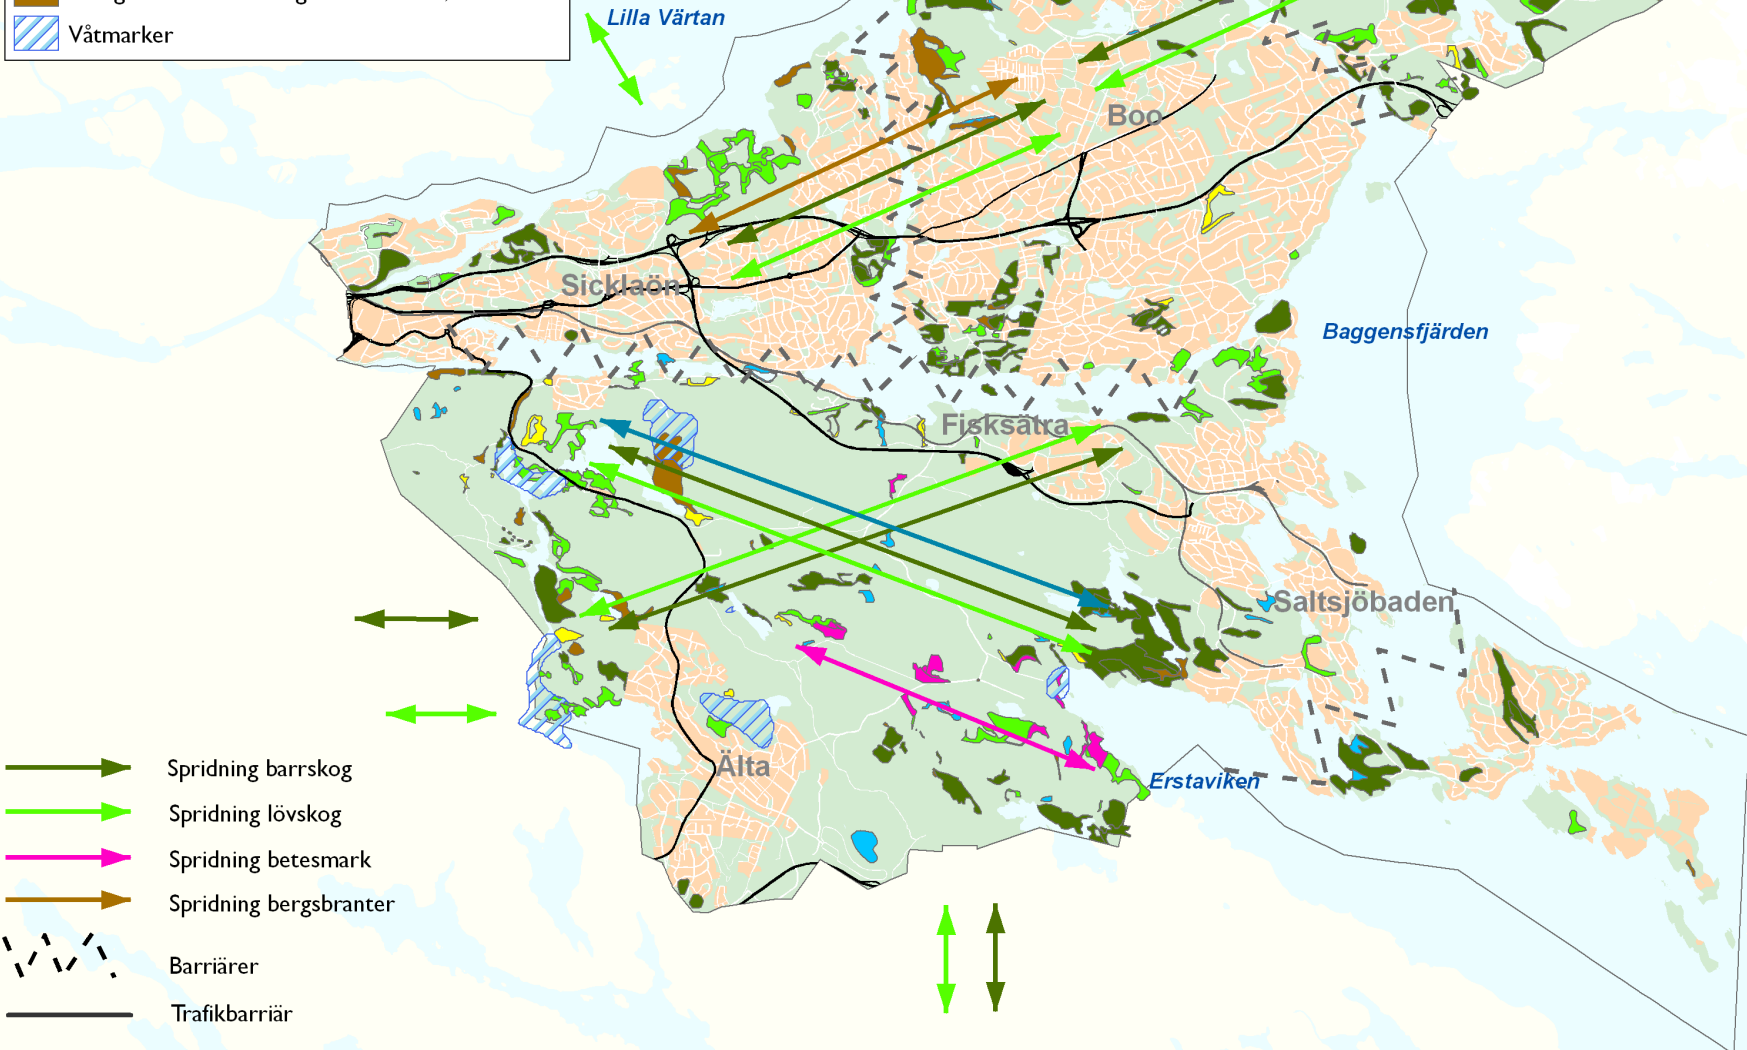 Våtmarker
Lilla Värtan
Boo
Sicklaön
Baggensfjärden
Fisksätra
Saltsjöbaden
Älta
Erstaviken
Spridning barrskog
Spridning lövskog
Spridning betesmark
Spridning bergsbranter
Barriärer
Trafikbarriär